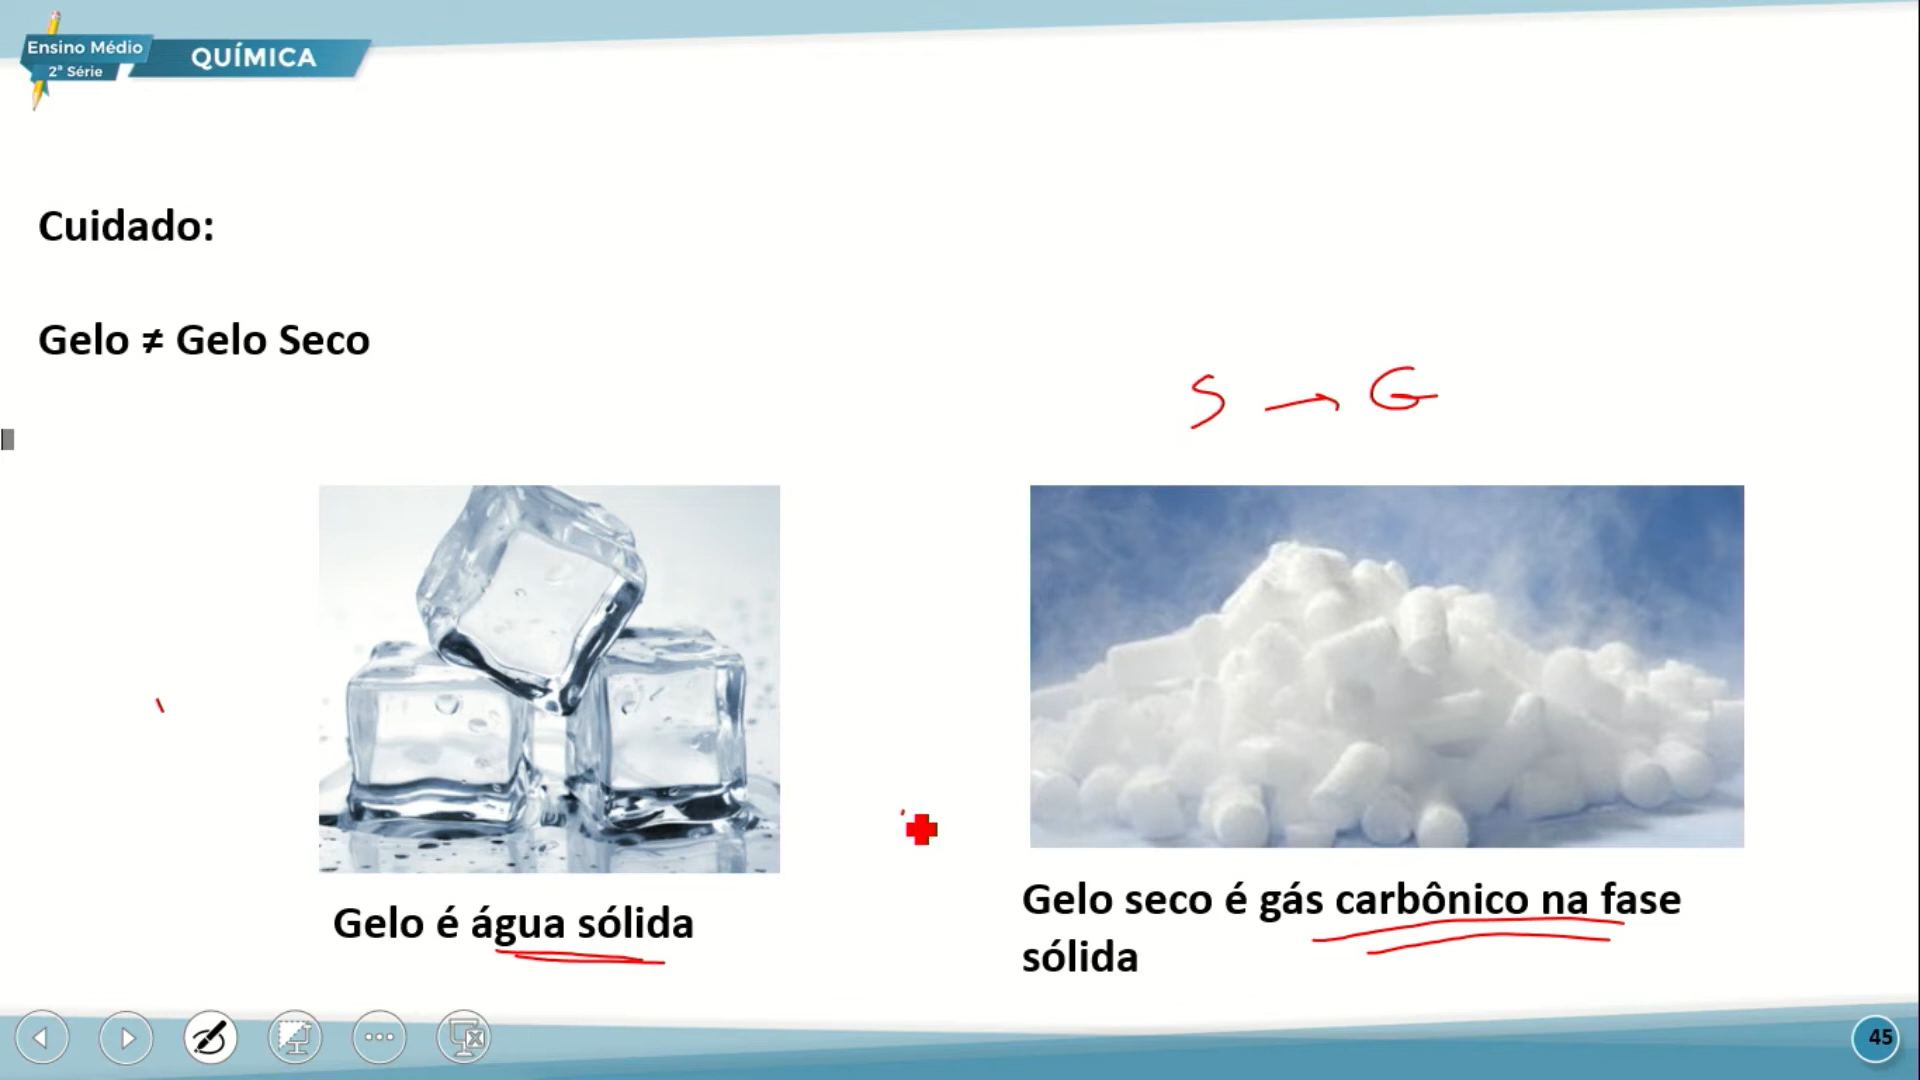 Ensino Médio
2ª Série
QUÍMICA
Cuidado:
Gelo ≠ Gelo Seco
S → G
Gelo é água sólida
Gelo seco é gás carbônico na fase
sólida
45